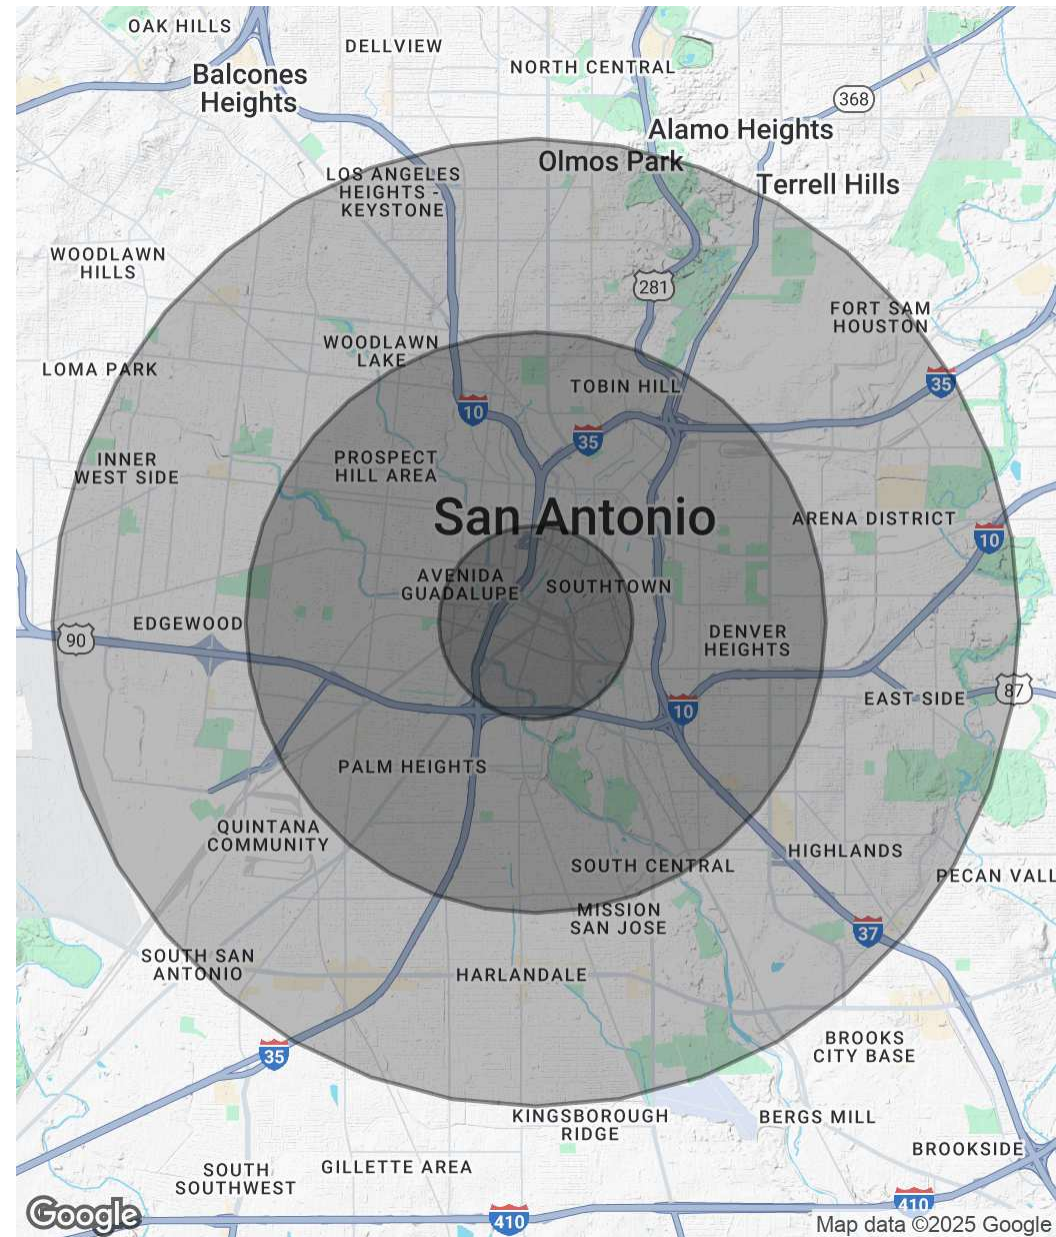 OAK HILLS
DELLVIEW
NORTH CENTRAL
Balcones
Heights
368
Alamo Heights
Olmos Park
Terrell Hills
LOS ANGELES
HEIGHTS -
KEYSTONE
WOODLAWN
HILLS
281
FORT SAM
HOUSTON
WOODLAWN
LAKE
LOMA PARK
TOBIN HILL
35
10
35
INNER
WEST SIDE
PROSPECT
HILL AREA
San Antonio
ARENA DISTRICT
10
AVENIDA
GUADALUPE
SOUTHTOWN
EDGEWOOD
90
DENVER
HEIGHTS
EAST SIDE
87
10
PALM HEIGHTS
QUINTANA
COMMUNITY
SOUTH CENTRAL
HIGHLANDS
PECAN VALL
MISSION
SAN JOSE
37
SOUTH SAN
ANTONIO
HARLANDALE
35
BROOKS
CITY BASE
KINGSBOROUGH
RIDGE
BERGS MILL
BROOKSIDE
SOUTH
SOUTHWEST
GILLETTE AREA
410
410
Google
Map data ©2025 Google